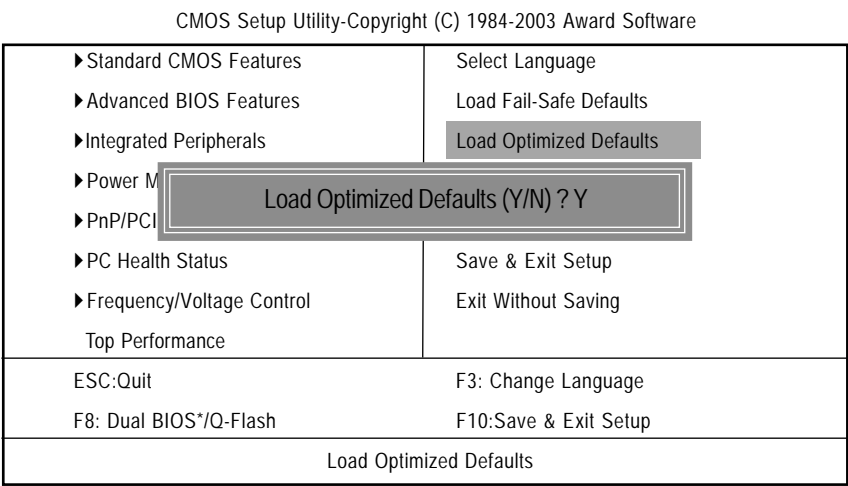 CMOS Setup Utility-Copyright (C) 1984-2003 Award Software
Standard CMOS Features
Select Language
Advanced BIOS Features
Load Fail-Safe Defaults
Integrated Peripherals
Load Optimized Defaults
Power M
Load Optimized Defaults (Y/N) ? Y
PnP/PCI
PC Health Status
Save & Exit Setup
Frequency/Voltage Control
Exit Without Saving
Top Performance
ESC:Quit
F3: Change Language
F8: Dual BIOS*/Q-Flash
F10:Save & Exit Setup
Load Optimized Defaults